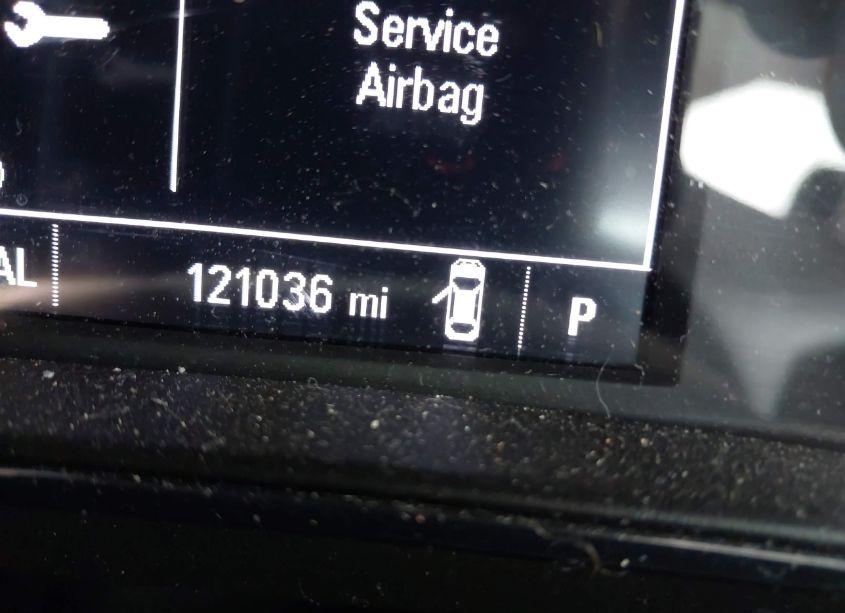 Service
Airbag
AL
121036 mi
P